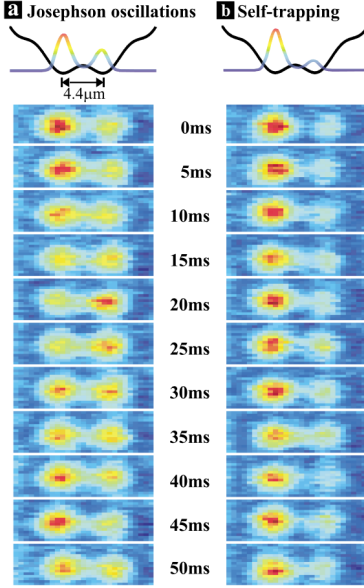 a Josephson oscillations
b Self-trapping
4.4μm
0ms
5ms
10ms
15ms
20ms
25ms
30ms
35ms
40ms
45ms
50ms